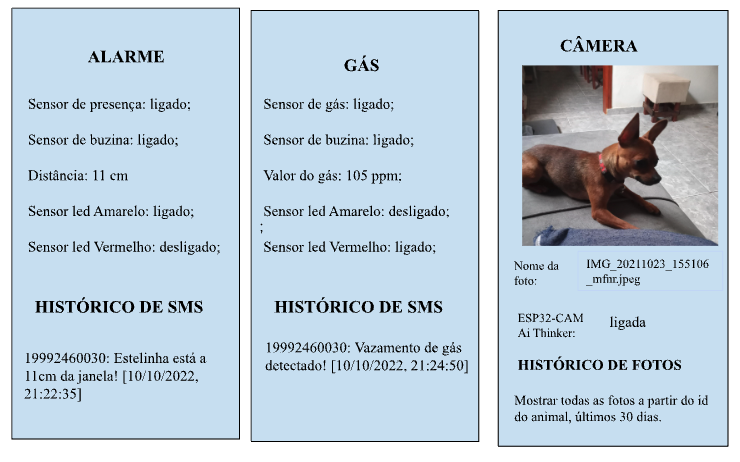 ALARME
Sensor de presença: ligado;
Sensor de buzina: ligado;
Distância: 11 cm
Sensor led Amarelo: ligado;
Sensor led Vermelho: desligado;
HISTÓRICO DE SMS
19992460030: Estelinha está a
11cm da janela! [10/10/2022,
21:22:35]
GÁS
Sensor de gás: ligado;
Sensor de buzina: ligado;
Valor do gás: 105 ppm;
Sensor led Amarelo: desligado;
;
Sensor led Vermelho: ligado;
HISTÓRICO DE SMS
19992460030: Vazamento de gás
detectado! [10/10/2022, 21:24:50]
CÂMERA
Nome da
foto:
IMG_20211023_155106
_mfnr.jpeg
ESP32-CAM
Ai Thinker:
ligada
HISTÓRICO DE FOTOS
Mostrar todas as fotos a partir do id
do animal, últimos 30 dias.